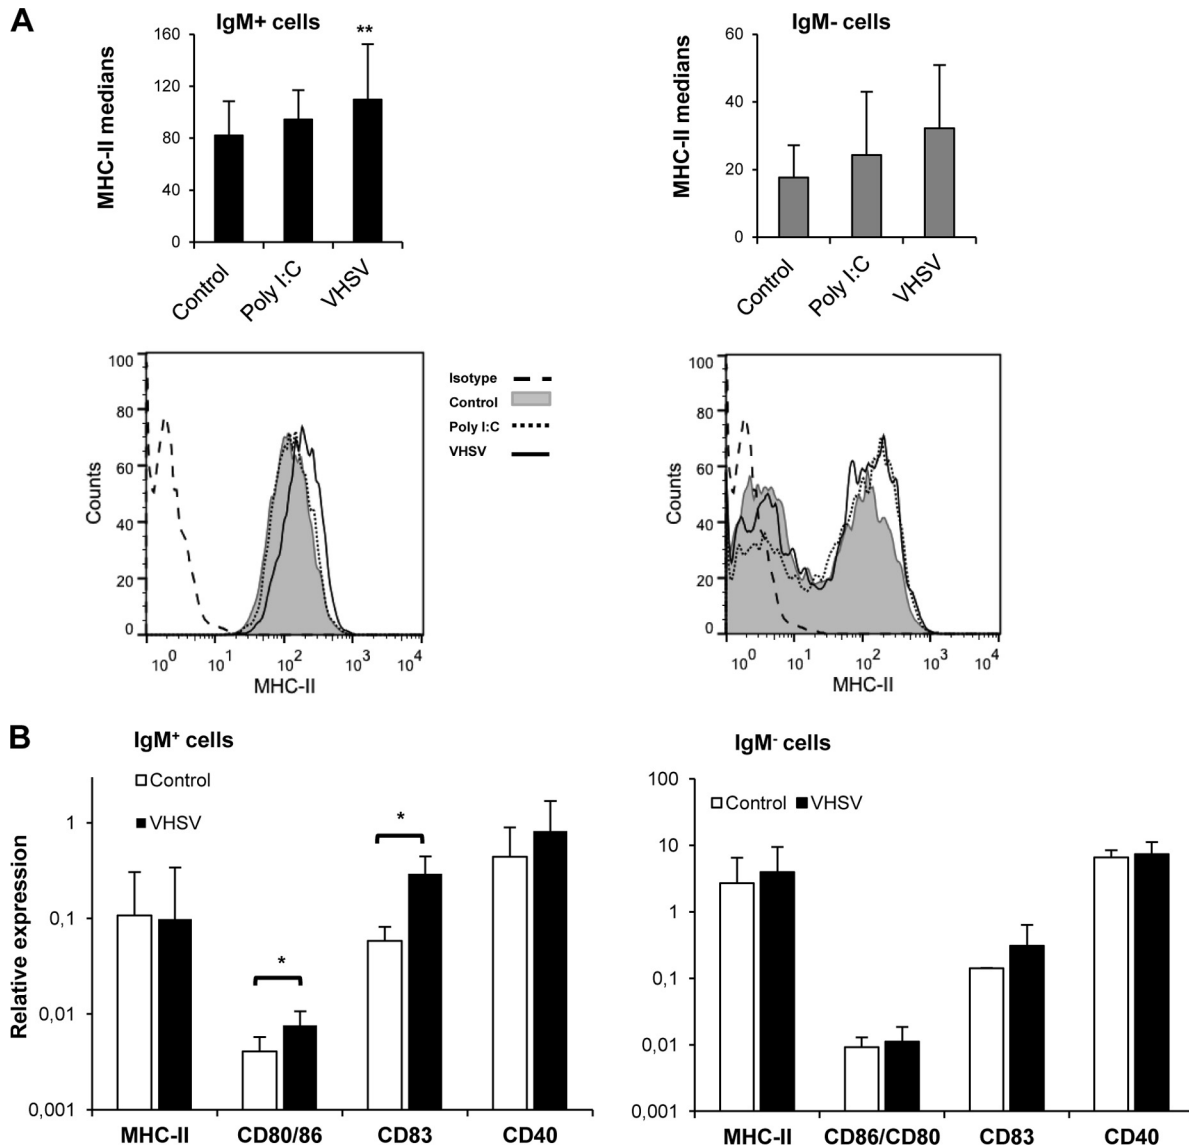 A
IgM+ cells
MHC-II medians
160
120
80
40
0
**
Control
Poly I:C
VHSV
IgM- cells
MHC-II medians
60
40
20
0
Control
Poly I:C
VHSV
Counts
100
80
60
40
20
0
10^0 10^1 10^2 10^3 10^4
MHC-II
Isotype
Control
Poly I:C
VHSV
Counts
100
80
60
40
20
0
10^0 10^1 10^2 10^3 10^4
MHC-II
B
IgM+ cells
Control
VHSV
Relative expression
1
0,1
0,01
0,001
*
*
MHC-II CD80/86 CD83 CD40
IgM- cells
Control VHSV
100
10
1
0,1
0,01
0,001
MHC-II CD86/CD80 CD83 CD40